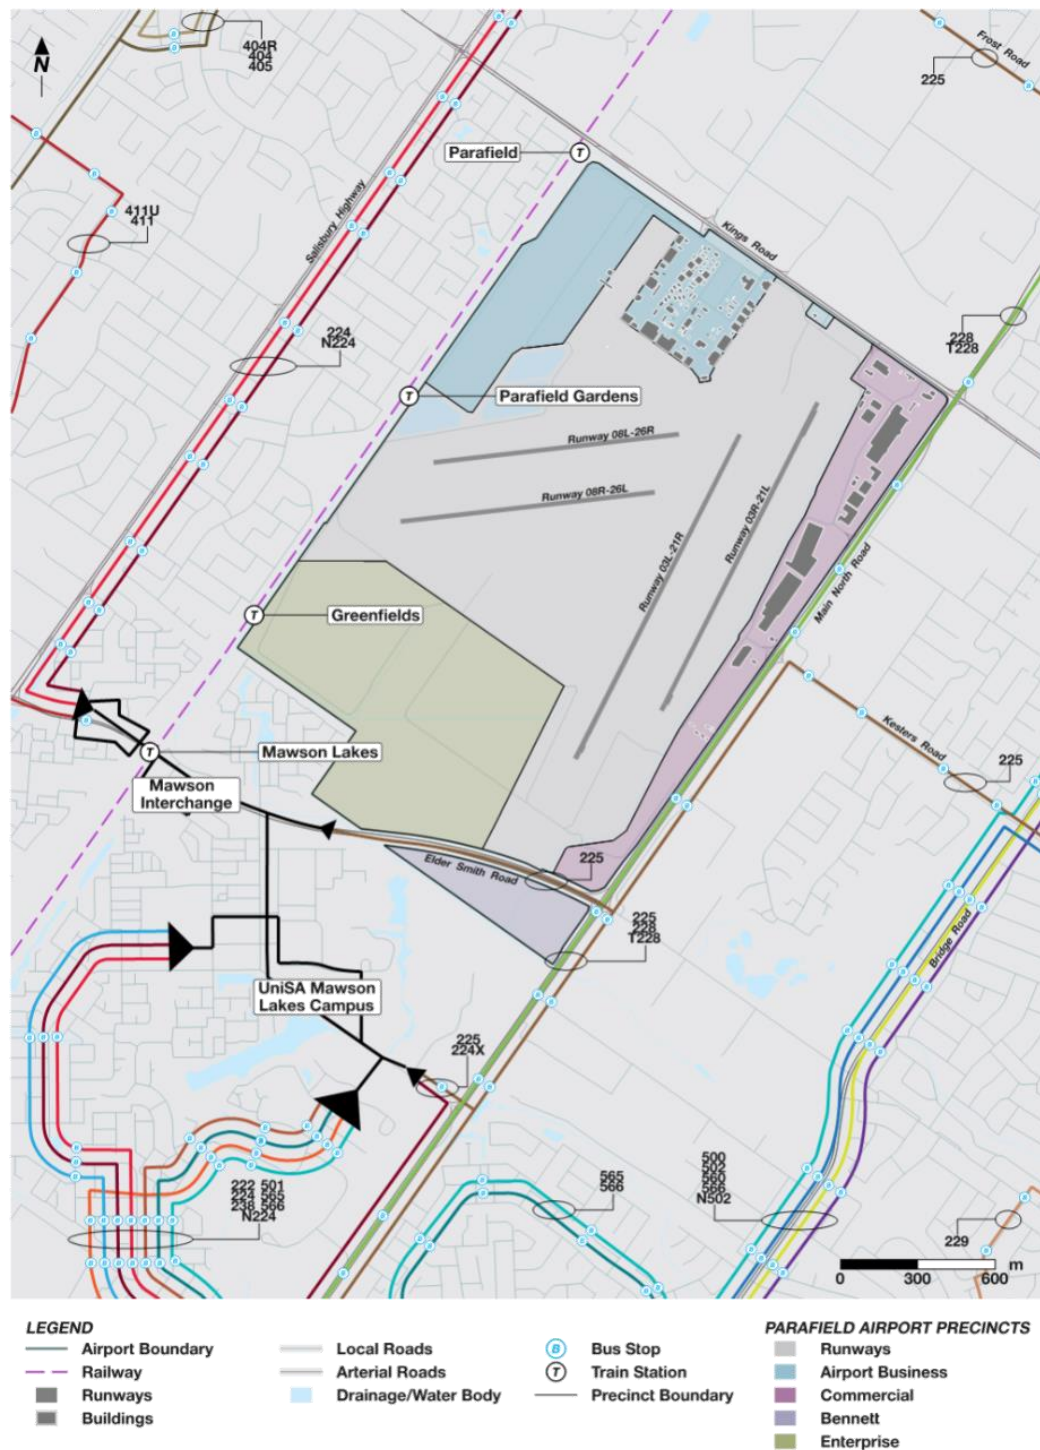 N
404R
404
405
Frost Road
225
Parafield
411U
411
Salisbury Highway
Kings Road
224
N224
228
T228
Parafield Gardens
Runway 08L-26R
Runway 08R-26L
Runway 03L-21R
Runway 03R-21L
Main North Road
Greenfields
Mawson Lakes
Mawson
Interchange
Kesters Road
225
Elder Smith Road
225
225
228
T228
Bridge Road
UniSA Mawson
Lakes Campus
225
224X
222 501
224 565
238 566
N224
565
566
500
502
560
566
N502
229
0 300 600 m
LEGEND
Airport Boundary
Railway
Runways
Buildings
Local Roads
Arterial Roads
Drainage/Water Body
B Bus Stop
T Train Station
Precinct Boundary
PARAFIELD AIRPORT PRECINCTS
Runways
Airport Business
Commercial
Bennett
Enterprise